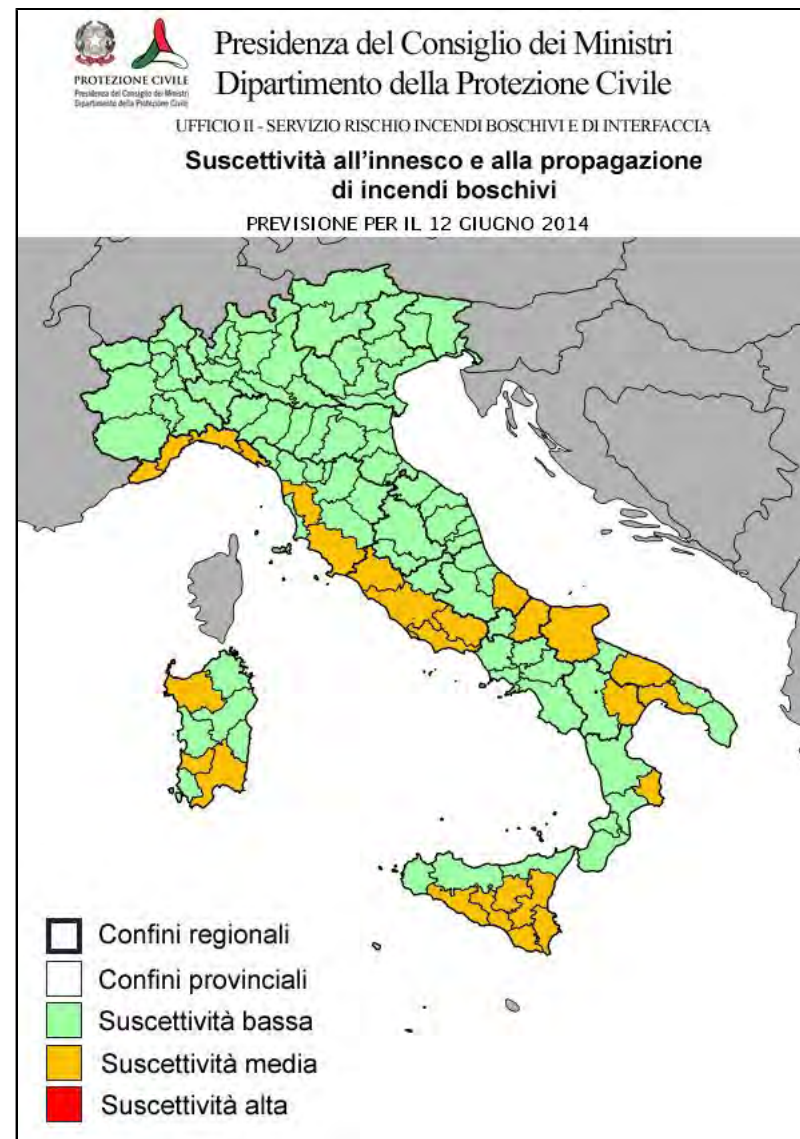 Presidenza del Consiglio dei Ministri
Dipartimento della Protezione Civile
PROTEZIONE CIVILE
Presidenza del Consiglio dei Ministri
Dipartimento della Protezione Civile
UFFICIO II - SERVIZIO RISCHIO INCENDI BOSCHIVI E DI INTERFACCIA
Suscettività all'innesco e alla propagazione
di incendi boschivi
PREVISIONE PER IL 12 GIUGNO 2014
Confini regionali
Confini provinciali
Suscettività bassa
Suscettività media
Suscettività alta